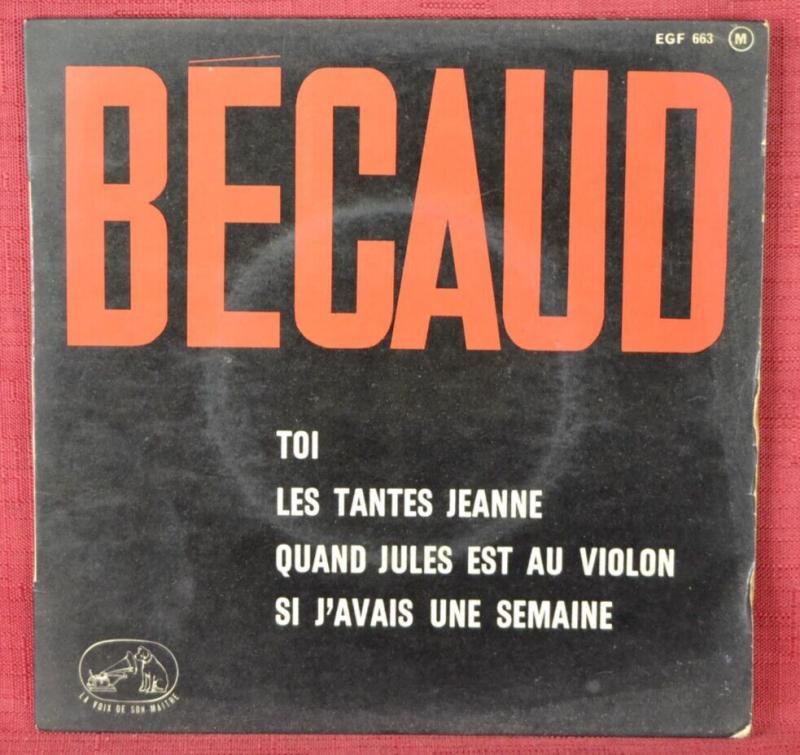 EGF 663 M
BÉCAUD
TOI
LES TANTES JEANNE
QUAND JULES EST AU VIOLON
SI J'AVAIS UNE SEMAINE
LA VOIX DE SON MAITRE